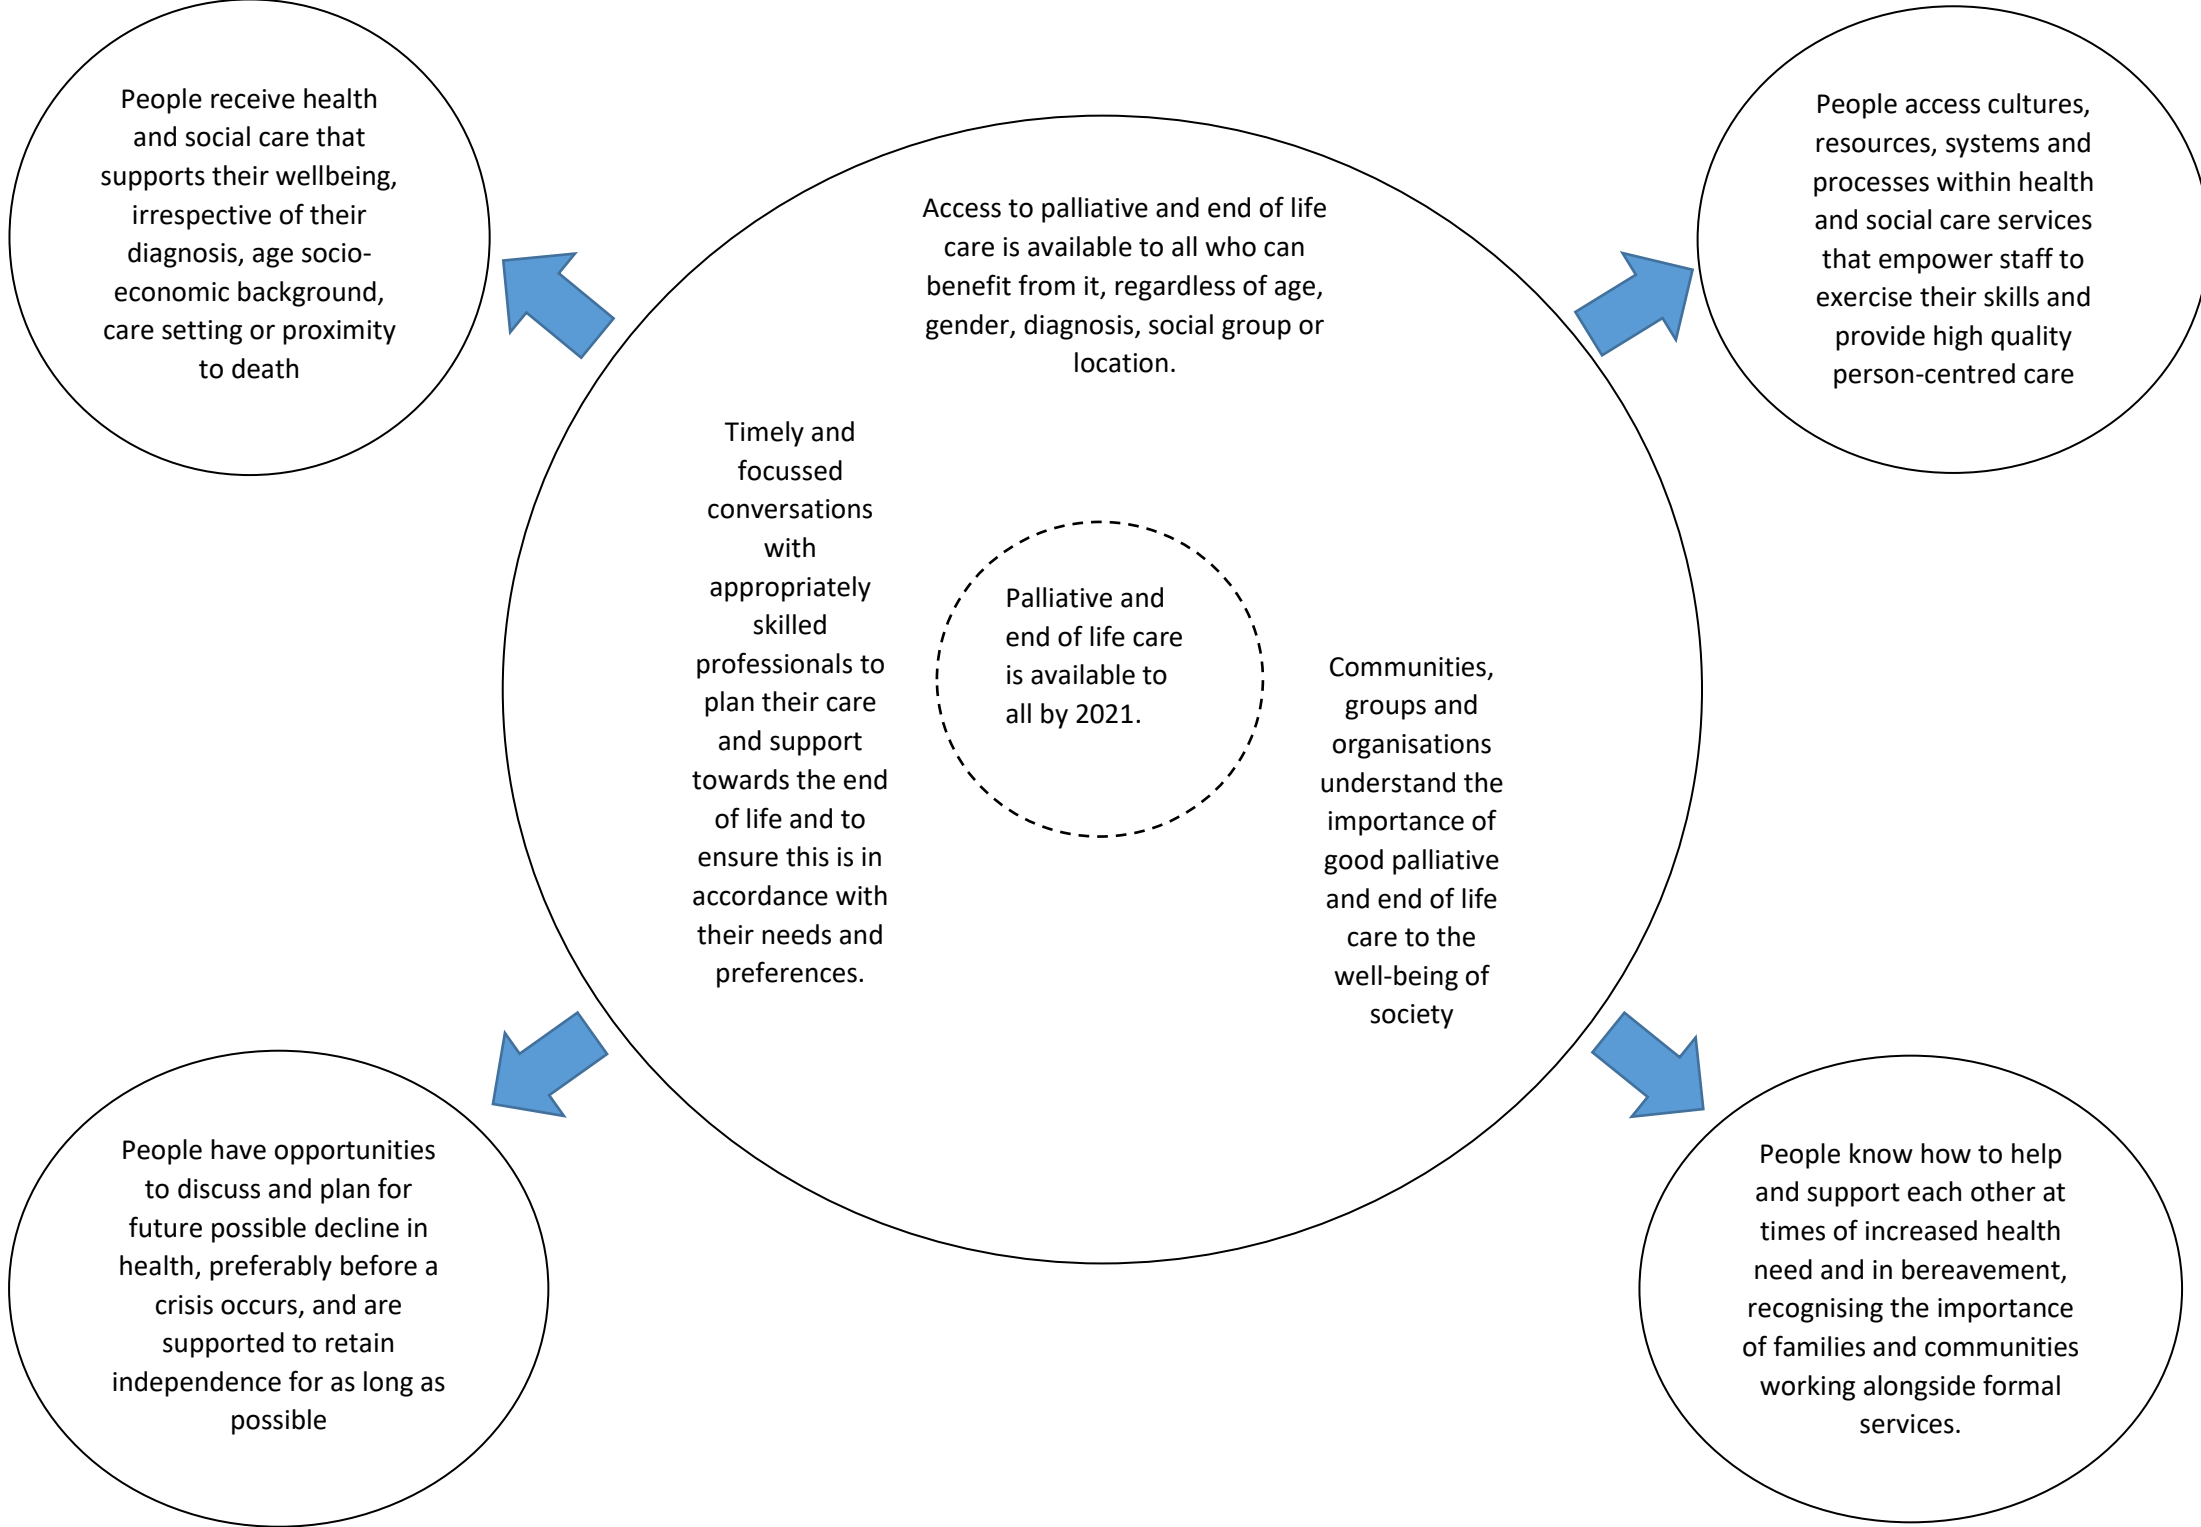 People receive health
and social care that
supports their wellbeing,
irrespective of their
diagnosis, age socio-
economic background,
care setting or proximity
to death
People access cultures,
resources, systems and
processes within health
and social care services
that empower staff to
exercise their skills and
provide high quality
person-centred care
Access to palliative and end of life
care is available to all who can
benefit from it, regardless of age,
gender, diagnosis, social group or
location.
Timely and
focussed
conversations
with
appropriately
skilled
professionals to
plan their care
and support
towards the end
of life and to
ensure this is in
accordance with
their needs and
preferences.
Palliative and
end of life care
is available to
all by 2021.
Communities,
groups and
organisations
understand the
importance of
good palliative
and end of life
care to the
well-being of
society
People have opportunities
to discuss and plan for
future possible decline in
health, preferably before a
crisis occurs, and are
supported to retain
independence for as long as
possible
People know how to help
and support each other at
times of increased health
need and in bereavement,
recognising the importance
of families and communities
working alongside formal
services.